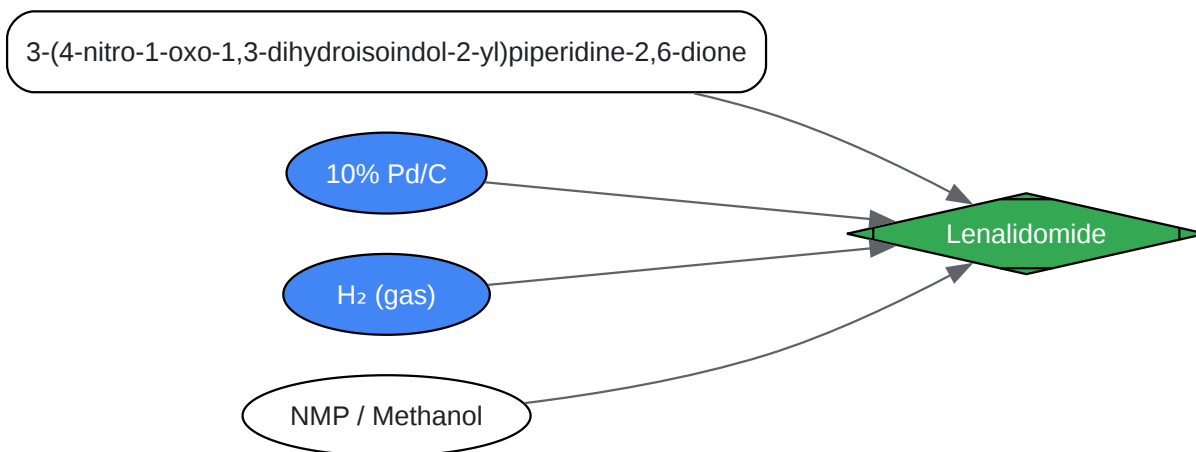 3-(4-nitro-1-oxo-1,3-dihydroisoindol-2-yl)piperidine-2,6-dione
10% Pd/C
Lenalidomide
H₂ (gas)
NMP / Methanol